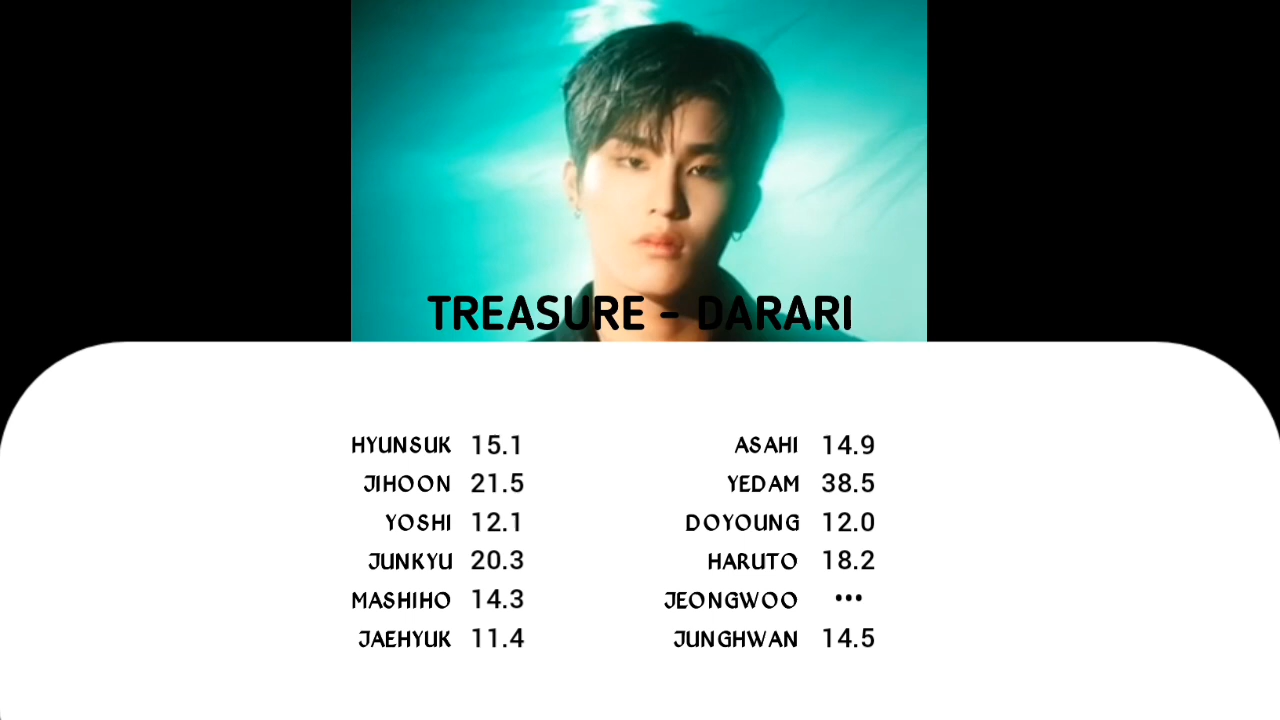 TREASURE - DARARI
HYUNSUK 15.1
JIHOON 21.5
YOSHI 12.1
JUNKYU 20.3
MASHIHO 14.3
JAEHYUK 11.4
ASAHI 14.9
YEDAM 38.5
DOYOUNG 12.0
HARUTO 18.2
JEONGWOO •••
JUNGHWAN 14.5